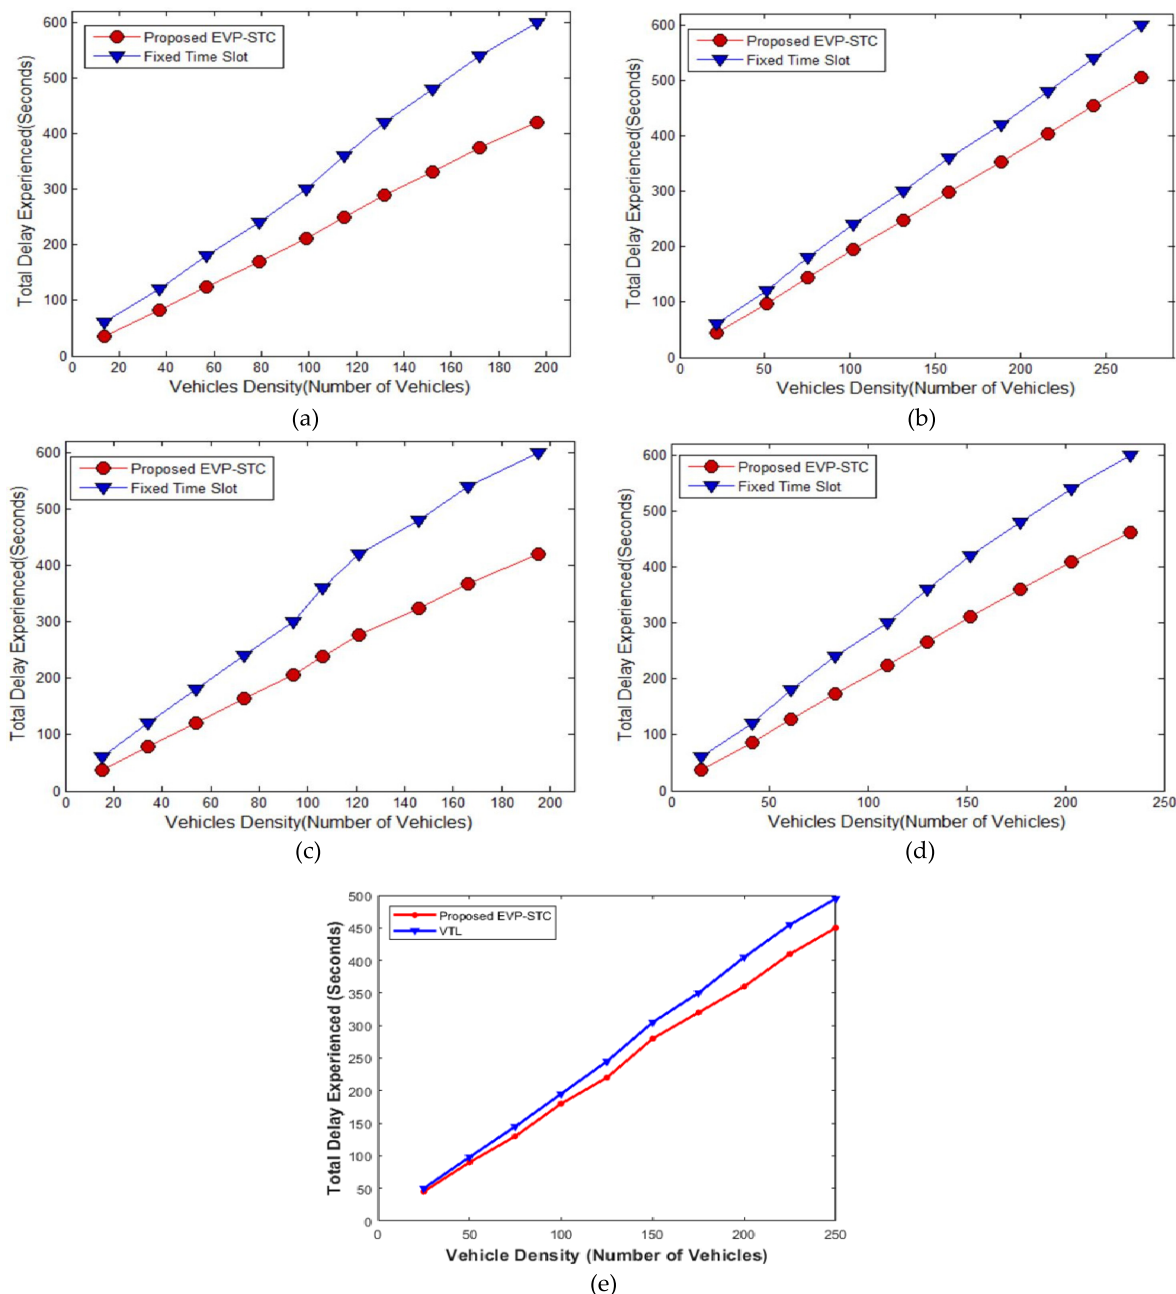 600
500
400
300
200
100
0
Total Delay Experienced(Seconds)
Proposed EVP-STC
Fixed Time Slot
0 20 40 60 80 100 120 140 160 180 200
Vehicles Density(Number of Vehicles)
(a)
600
500
400
300
200
100
0
Total Delay Experienced(Seconds)
Proposed EVP-STC
Fixed Time Slot
0 50 100 150 200 250
Vehicles Density(Number of Vehicles)
(b)
600
500
400
300
200
100
0
Total Delay Experienced(Seconds)
Proposed EVP-STC
Fixed Time Slot
0 20 40 60 80 100 120 140 160 180 200
Vehicles Density(Number of Vehicles)
(c)
600
500
400
300
200
100
0
Total Delay Experienced(Seconds)
Proposed EVP-STC
Fixed Time Slot
0 50 100 150 200 250
Vehicles Density(Number of Vehicles)
(d)
500
450
400
350
300
250
200
150
100
50
0
Total Delay Experienced (Seconds)
Proposed EVP-STC
VTL
0 50 100 150 200 250
Vehicle Density (Number of Vehicles)
(e)